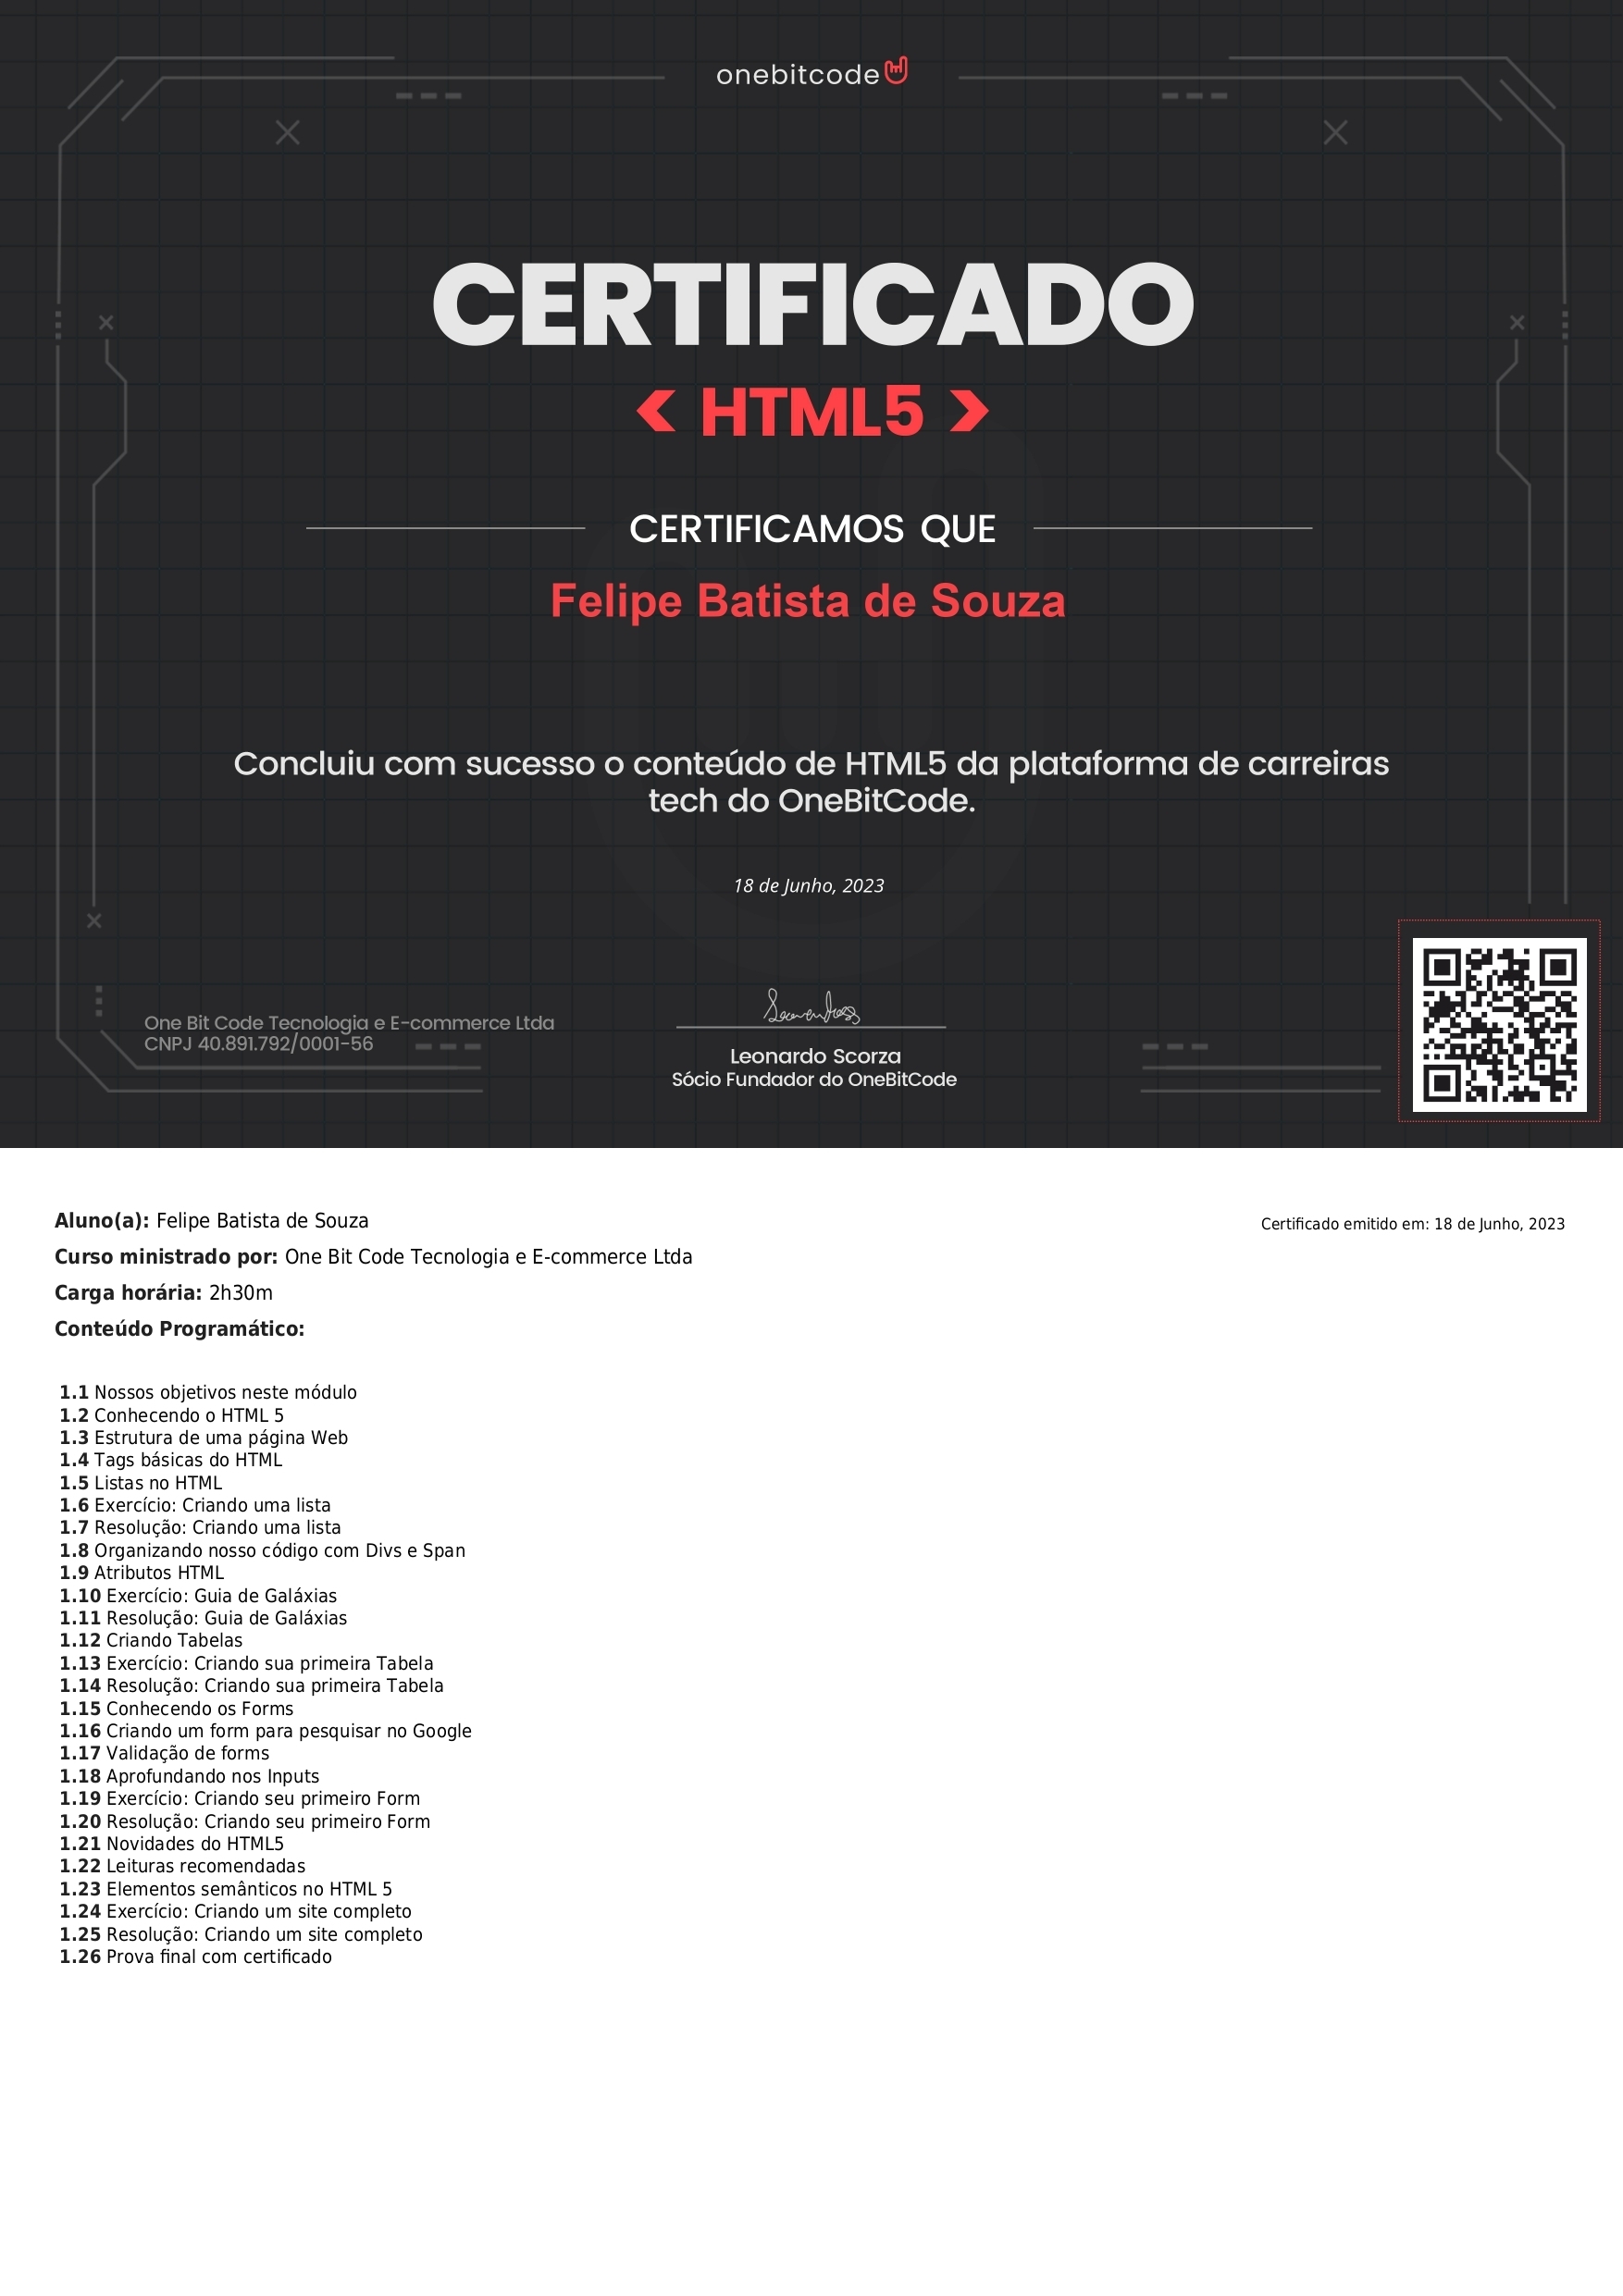 onebitcode
CERTIFICADO
< HTML5 >
CERTIFICAMOS QUE
Felipe Batista de Souza
Concluiu com sucesso o conteúdo de HTML5 da plataforma de carreiras
tech do OneBitCode.
18 de Junho, 2023
One Bit Code Tecnologia e E-commerce Ltda
CNPJ 40.891.792/0001-56
Leonardo Scorza
Sócio Fundador do OneBitCode
Aluno(a): Felipe Batista de Souza
Certificado emitido em: 18 de Junho, 2023
Curso ministrado por: One Bit Code Tecnologia e E-commerce Ltda
Carga horária: 2h30m
Conteúdo Programático:
1.1 Nossos objetivos neste módulo
1.2 Conhecendo o HTML 5
1.3 Estrutura de uma página Web
1.4 Tags básicas do HTML
1.5 Listas no HTML
1.6 Exercício: Criando uma lista
1.7 Resolução: Criando uma lista
1.8 Organizando nosso código com Divs e Span
1.9 Atributos HTML
1.10 Exercício: Guia de Galáxias
1.11 Resolução: Guia de Galáxias
1.12 Criando Tabelas
1.13 Exercício: Criando sua primeira Tabela
1.14 Resolução: Criando sua primeira Tabela
1.15 Conhecendo os Forms
1.16 Criando um form para pesquisar no Google
1.17 Validação de forms
1.18 Aprofundando nos Inputs
1.19 Exercício: Criando seu primeiro Form
1.20 Resolução: Criando seu primeiro Form
1.21 Novidades do HTML5
1.22 Leituras recomendadas
1.23 Elementos semânticos no HTML 5
1.24 Exercício: Criando um site completo
1.25 Resolução: Criando um site completo
1.26 Prova final com certificado